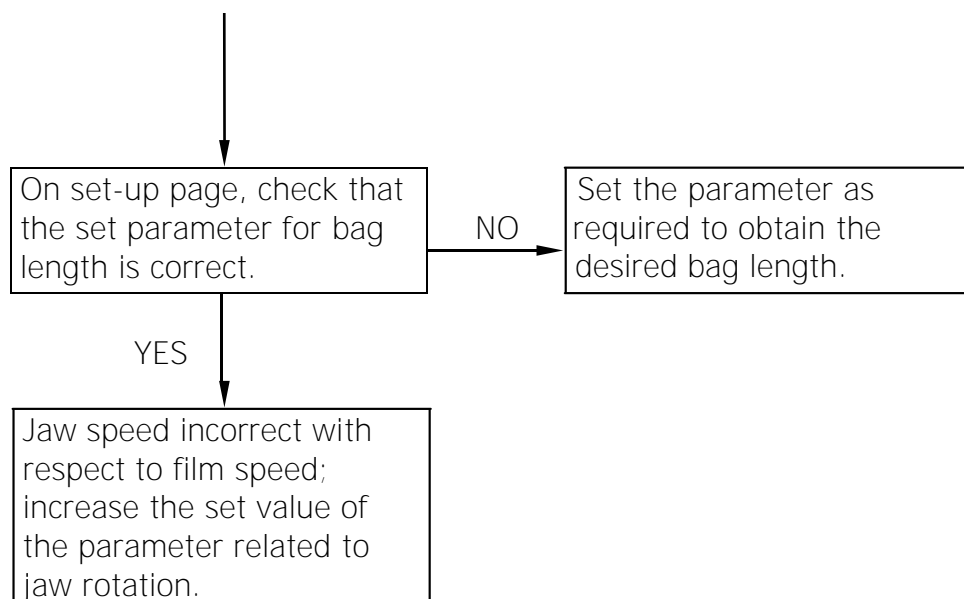 On set-up page, check that
the set parameter for bag
length is correct.
NO
Set the parameter as
required to obtain the
desired bag length.
YES
Jaw speed incorrect with
respect to film speed;
increase the set value of
the parameter related to
jaw rotation.